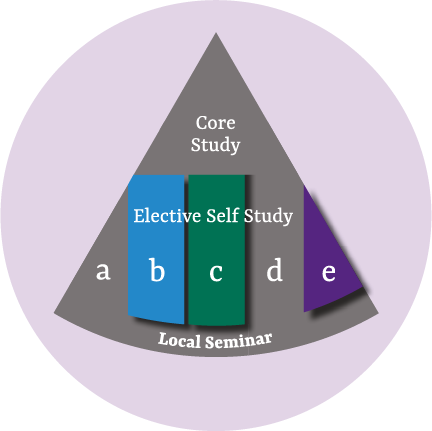 Core
Study
Elective Self Study
a b c d e
Local Seminar